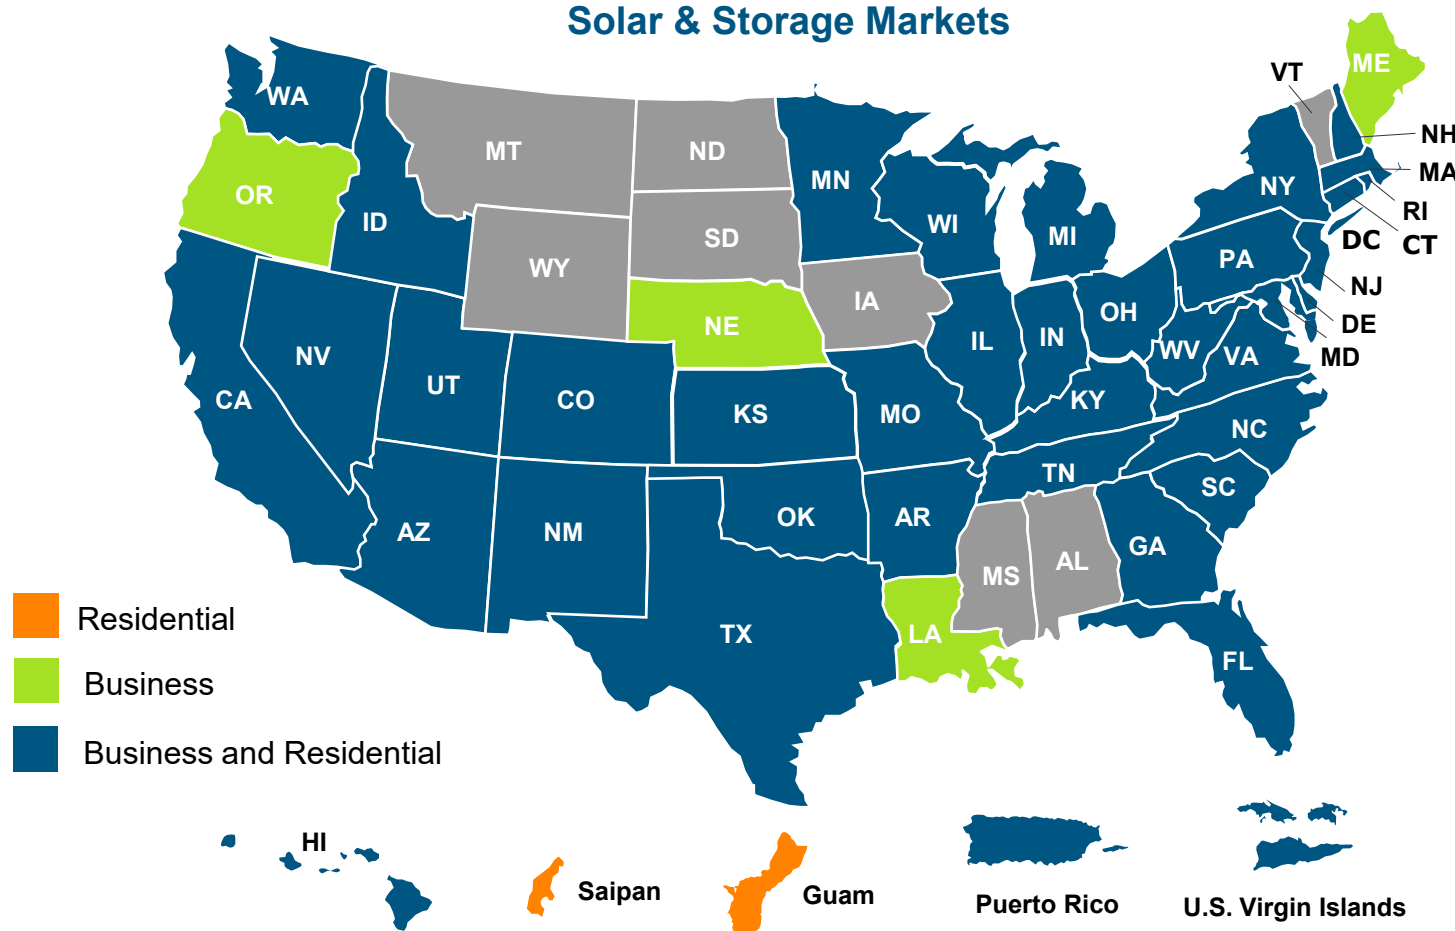 Solar & Storage Markets
WA
OR
ID
MT
ND
SD
WY
NE
MN
IA
WI
MI
NY
VT
ME
NH
MA
RI
CT
DC
NJ
DE
MD
PA
OH
WV
VA
IN
IL
KY
NC
TN
SC
MO
KS
CO
UT
NV
CA
AZ
NM
OK
AR
MS
AL
GA
LA
TX
FL
Residential
Business
Business and Residential
HI
Saipan
Guam
Puerto Rico
U.S. Virgin Islands